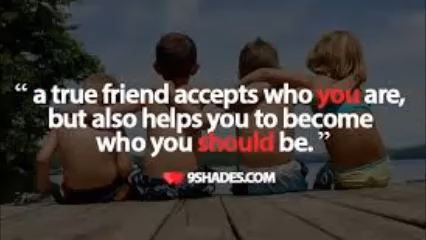 “ a true friend accepts who you are,
but also helps you to become
who you should be. ”
9SHADES.COM